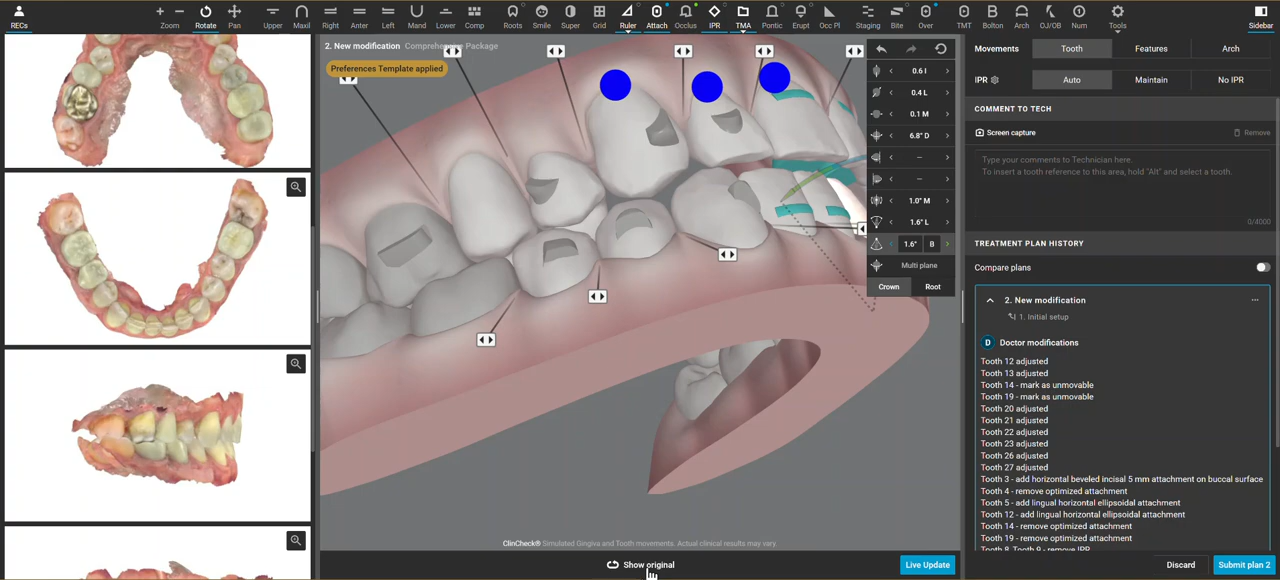 RECs
Zoom
Rotate
Pan
Upper
Maxil
Right
Anter
Left
Mand
Lower
Comp
Roots
Smile
Super
Grid
Ruler
Attach
Occlus
IPR
TMA
Pontic
Erupt
Occ Pl
Staging
Bite
Over
TMT
Bolton
Arch
OJ/OB
Num
Tools
Sidebar
2. New modification Comprehensive Package
Preferences Template applied
0.6 I
0.4 L
0.1 M
6.8° D
–
–
1.0° M
1.6° L
1.6° B
Multi plane
Crown Root
ClinCheck® Simulated Gingiva and Tooth movements. Actual clinical results may vary.
Show original
Live Update
Movements Tooth Features Arch
IPR Auto Maintain No IPR
COMMENT TO TECH
Screen capture Remove
Type your comments to Technician here.
To insert a tooth reference to this area, hold "Alt" and select a tooth.
0/4000
TREATMENT PLAN HISTORY
Compare plans
2. New modification ...
1. Initial setup
D Doctor modifications
Tooth 12 adjusted
Tooth 13 adjusted
Tooth 14 - mark as unmovable
Tooth 19 - mark as unmovable
Tooth 20 adjusted
Tooth 21 adjusted
Tooth 22 adjusted
Tooth 23 adjusted
Tooth 26 adjusted
Tooth 27 adjusted
Tooth 3 - add horizontal beveled incisal 5 mm attachment on buccal surface
Tooth 4 - remove optimized attachment
Tooth 5 - add lingual horizontal ellipsoidal attachment
Tooth 12 - add lingual horizontal ellipsoidal attachment
Tooth 14 - remove optimized attachment
Tooth 19 - remove optimized attachment
Tooth 8, Tooth 9 - remove IPR
Discard Submit plan 2